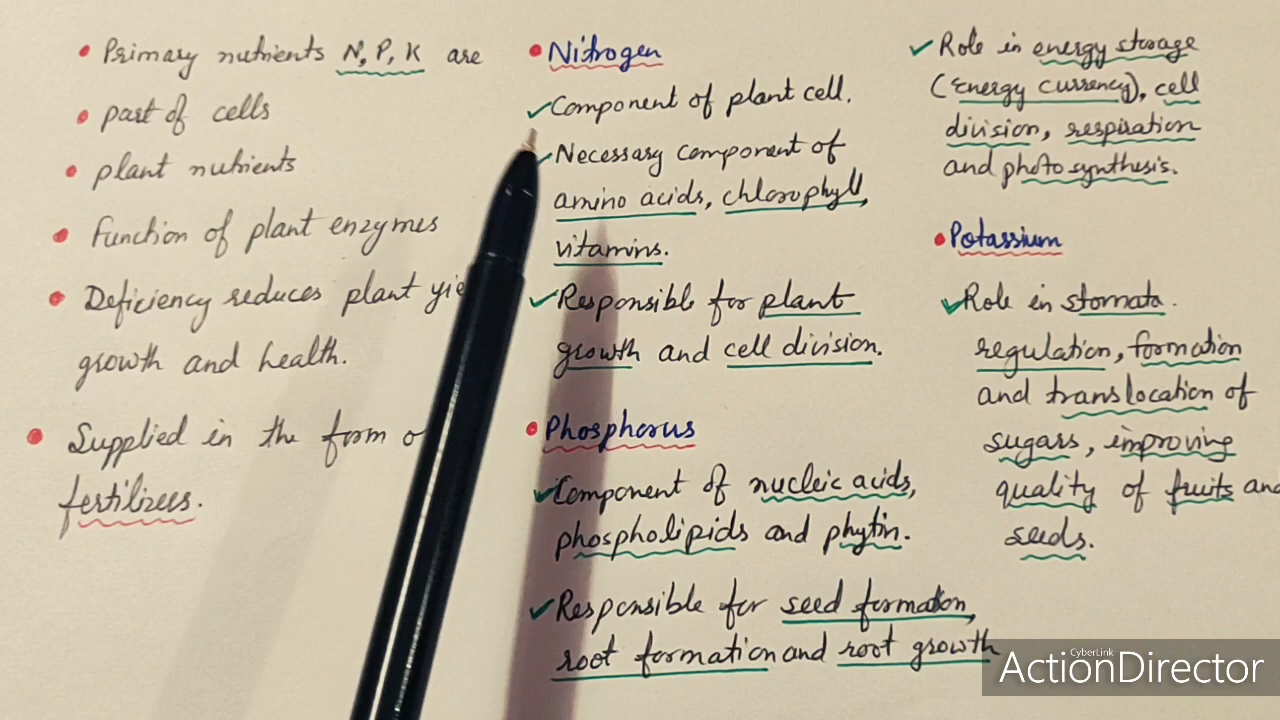 Primary nutrients N, P, K are
part of cells
plant nutrients
Function of plant enzymes
Deficiency reduces plant
growth and health.
Supplied in the form
fertilizers.
Nitrogen
Component of plant cell.
Necessary component of
amino acids, chlorophyll,
vitamins.
Responsible for plant
growth and cell division.
Phosphorus
Component of nucleic acids,
phospholipids and phytin.
Responsible for seed formation,
root formation and root growth
Role in energy storage
(energy currency), cell
division, respiration
and photosynthesis.
Potassium
Role in stomata
regulation, formation
and translocation of
sugars, improving
quality of fruits and
seeds.
CyberLink
ActionDirector